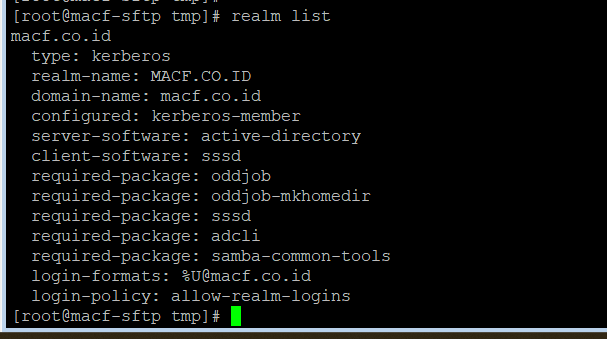 [root@macf-sftp tmp]# realm list
macf.co.id
  type: kerberos
  realm-name: MACF.CO.ID
  domain-name: macf.co.id
  configured: kerberos-member
  server-software: active-directory
  client-software: sssd
  required-package: oddjob
  required-package: oddjob-mkhomedir
  required-package: sssd
  required-package: adcli
  required-package: samba-common-tools
  login-formats: %U@macf.co.id
  login-policy: allow-realm-logins
[root@macf-sftp tmp]#